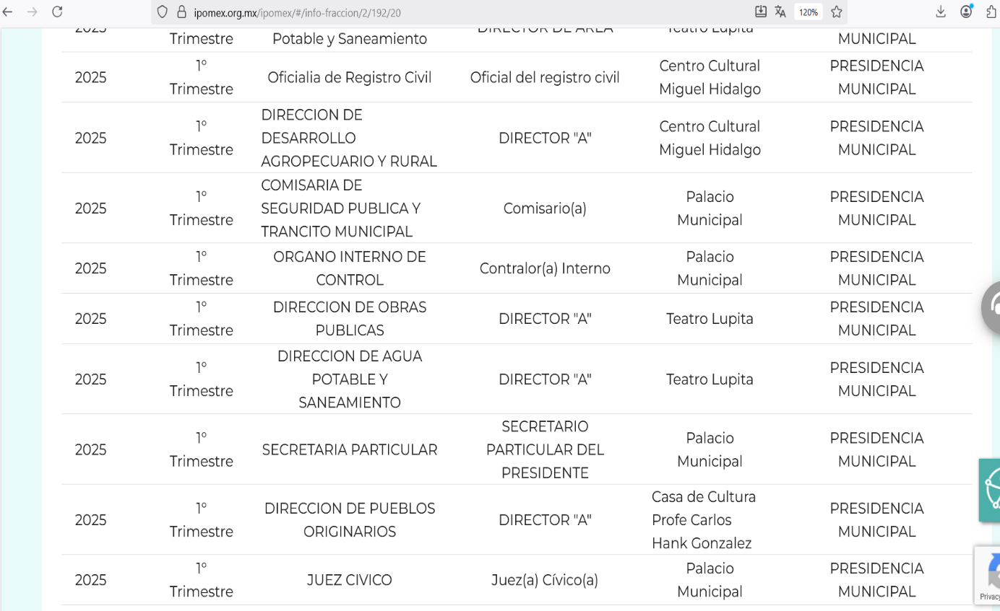 ipomex.org.mx/ipomex/#/info-fraccion/2/192/20
120%
2025 Trimestre Potable y Saneamiento DIRECTOR DE AREA Teatro Lupita MUNICIPAL
2025
1°
Trimestre
Oficialia de Registro Civil
Oficial del registro civil
Centro Cultural
Miguel Hidalgo
PRESIDENCIA
MUNICIPAL
2025
1°
Trimestre
DIRECCION DE
DESARROLLO
AGROPECUARIO Y RURAL
DIRECTOR "A"
Centro Cultural
Miguel Hidalgo
PRESIDENCIA
MUNICIPAL
2025
1°
Trimestre
COMISARIA DE
SEGURIDAD PUBLICA Y
TRANCITO MUNICIPAL
Comisario(a)
Palacio
Municipal
PRESIDENCIA
MUNICIPAL
2025
1°
Trimestre
ORGANO INTERNO DE
CONTROL
Contralor(a) Interno
Palacio
Municipal
PRESIDENCIA
MUNICIPAL
2025
1°
Trimestre
DIRECCION DE OBRAS
PUBLICAS
DIRECTOR "A"
Teatro Lupita
PRESIDENCIA
MUNICIPAL
2025
1°
Trimestre
DIRECCION DE AGUA
POTABLE Y
SANEAMIENTO
DIRECTOR "A"
Teatro Lupita
PRESIDENCIA
MUNICIPAL
2025
1°
Trimestre
SECRETARIA PARTICULAR
SECRETARIO
PARTICULAR DEL
PRESIDENTE
Palacio
Municipal
PRESIDENCIA
MUNICIPAL
2025
1°
Trimestre
DIRECCION DE PUEBLOS
ORIGINARIOS
DIRECTOR "A"
Casa de Cultura
Profe Carlos
Hank Gonzalez
PRESIDENCIA
MUNICIPAL
2025
1°
Trimestre
JUEZ CIVICO
Juez(a) Cívico(a)
Palacio
Municipal
PRESIDENCIA
MUNICIPAL
Privacy